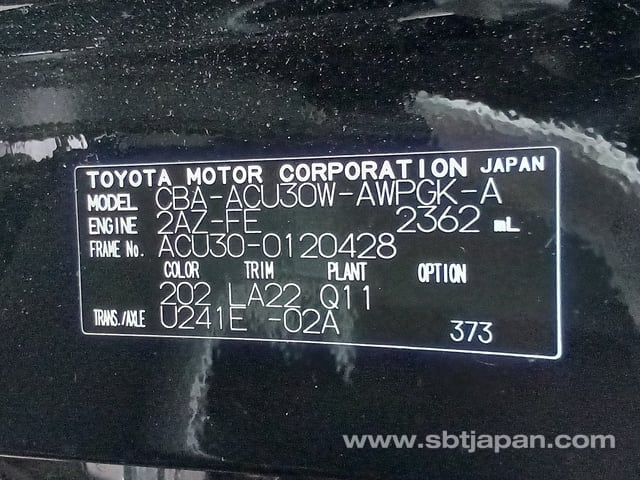 TOYOTA MOTOR CORPORATION JAPAN
MODEL CBA-ACU30W-AWPGK-A
ENGINE 2AZ-FE 2362 mL
FRAME No. ACU30-0120428
COLOR TRIM PLANT OPTION
202 LA22 Q11
TRANS./AXLE U241E -02A 373
www.sbtjapan.com